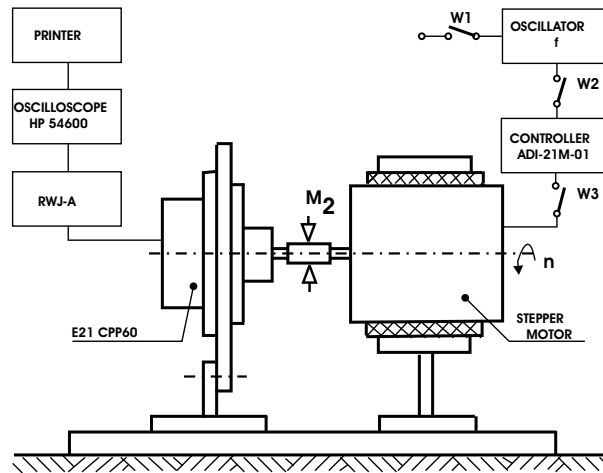 PRINTER
OSCILLOSCOPE
HP 54600
RWJ-A
W1
OSCILLATOR
f
W2
CONTROLLER
ADI-21M-01
W3
M2
n
E21 CPP60
STEPPER
MOTOR